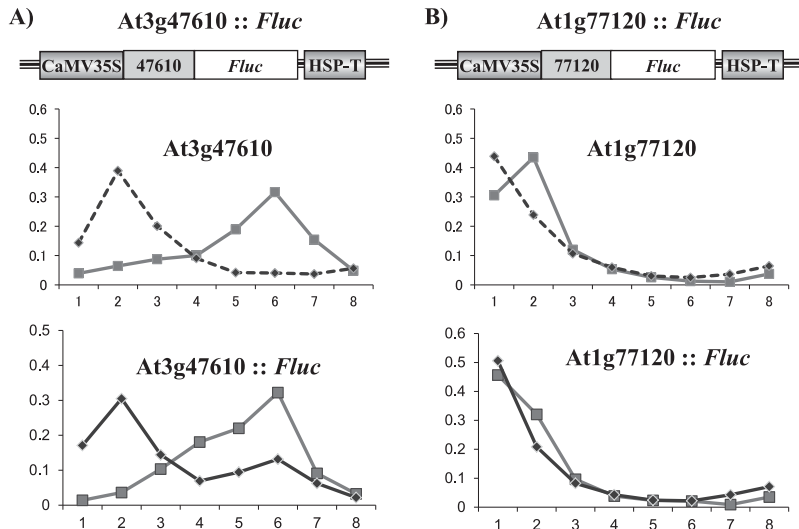 A)
At3g47610 :: Fluc
CaMV35S 47610 Fluc HSP-T
0.6
0.5
0.4
0.3
0.2
0.1
0
At3g47610
1 2 3 4 5 6 7 8
0.5
0.4
0.3
0.2
0.1
0
At3g47610 :: Fluc
1 2 3 4 5 6 7 8
B)
At1g77120 :: Fluc
CaMV35S 77120 Fluc HSP-T
0.6
0.5
0.4
0.3
0.2
0.1
0
At1g77120
1 2 3 4 5 6 7 8
0.6
0.5
0.4
0.3
0.2
0.1
0
At1g77120 :: Fluc
1 2 3 4 5 6 7 8